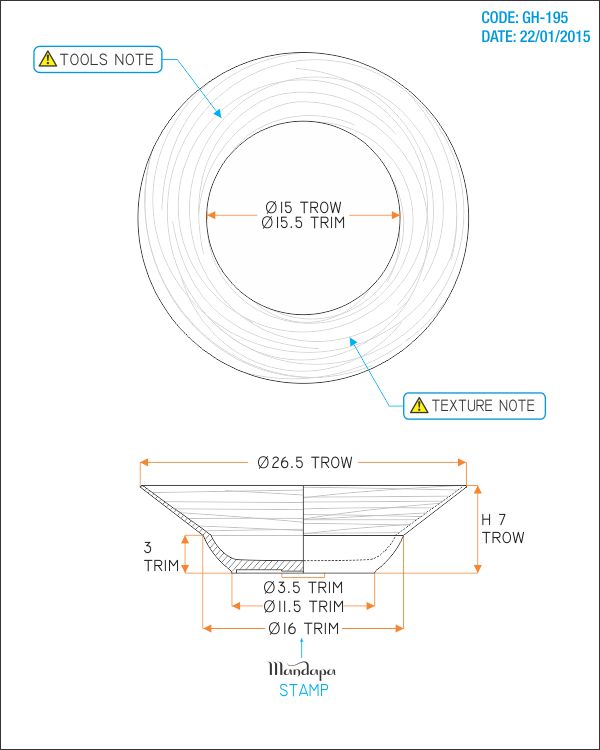 CODE: GH-195
DATE: 22/01/2015
TOOLS NOTE
Ø15 TROW
Ø15.5 TRIM
TEXTURE NOTE
Ø26.5 TROW
H 7
TROW
3
TRIM
Ø3.5 TRIM
Ø11.5 TRIM
Ø16 TRIM
Mandapa
STAMP